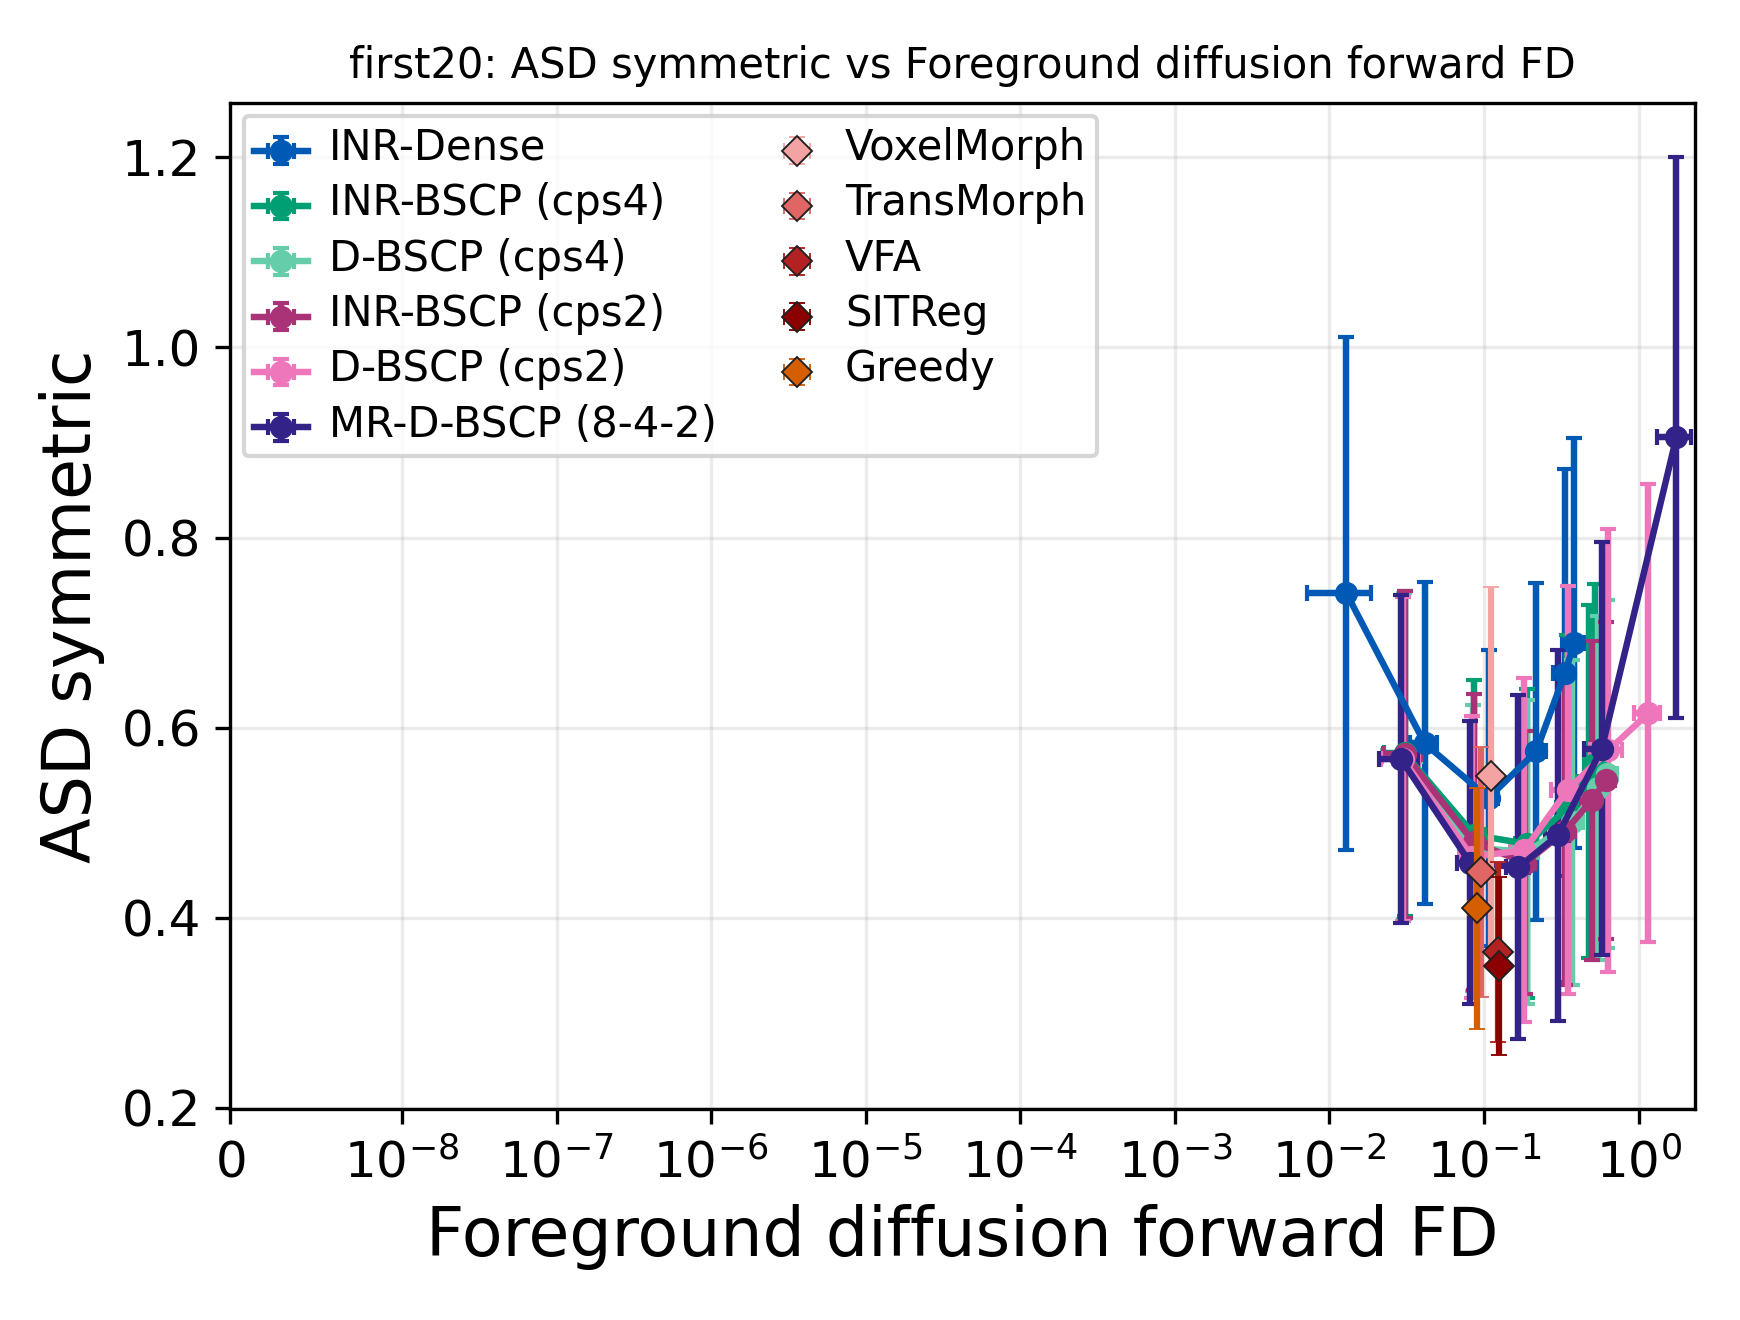 first20: ASD symmetric vs Foreground diffusion forward FD
INR-Dense
INR-BSCP (cps4)
D-BSCP (cps4)
INR-BSCP (cps2)
D-BSCP (cps2)
MR-D-BSCP (8-4-2)
VoxelMorph
TransMorph
VFA
SITReg
Greedy
ASD symmetric
1.2
1.0
0.8
0.6
0.4
0.2
0 10⁻⁸ 10⁻⁷ 10⁻⁶ 10⁻⁵ 10⁻⁴ 10⁻³ 10⁻² 10⁻¹ 10⁰
Foreground diffusion forward FD